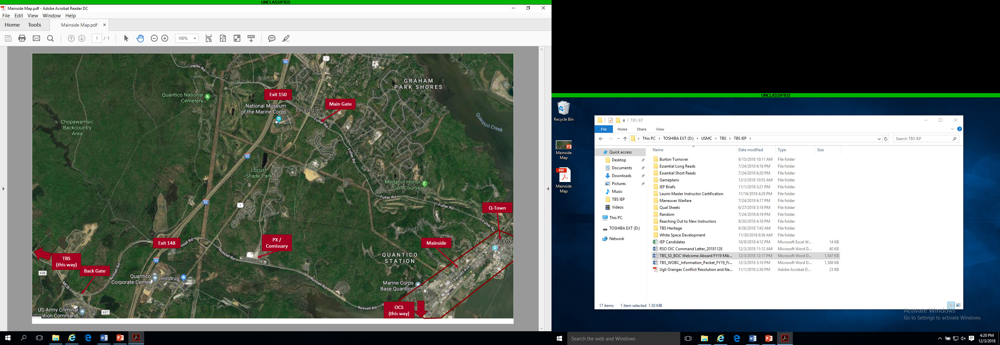 UNCLASSIFIED
Mainside Map.pdf - Adobe Acrobat Reader DC
File Edit View Window Help
Home Tools Mainside Map.pdf
1 / 1 100%
Joplin Rd
95
1
GRAHAM
PARK SHORES
Quantico National
Cemetery
Exit 150
National Museum
of the Marine Corps
Triangle
Main Gate
Fuller Rd
Quantico Creek
Chopawamsic
Backcountry
Area
95
Fuller Rd
Locust
Shade Park
Medal of Honor
Golf Course
Fuller Rd
Fuller Rd
95
1
Q-Town
Fuller Rd
Exit 148
ssell Rd
PX /
Comissary
Mainside
Quanti
TBS
(this way)
Russell Rd
QUANTICO
STATION
95
Back Gate
638
Russell Rd
Quantico
Corporate Center
Hilldrup
Barnett Ave
MCB-1
Russell Rd
Marine Corps
Base Quantico
OCS
(this way)
Russell Rd
US Army Criminal
637
stigation Command
UNCLASSIFIED
Recycle Bin
Mainside
Map
PDF
Mainside
Map
TBS IEP
File Home Share View
This PC TOSHIBA EXT (D:) USMC TBS TBS IEP
Search TBS IEP
Quick access
Desktop
Documents
Downloads
Pictures
Music
TBS IEP
Videos
This PC
TOSHIBA EXT (D:)
Network
Name Date modified Type Size
Burton Turnover 8/15/2018 10:11 AM File folder
Essential Long Reads 7/24/2018 6:18 PM File folder
Essential Short Reads 7/24/2018 6:20 PM File folder
Gameplans 12/3/2018 10:53 AM File folder
IEP Briefs 11/1/2018 3:21 PM File folder
Laurin Master Instructor Certification 11/16/2018 4:29 PM File folder
Maneuver Warfare 7/24/2018 6:17 PM File folder
Qual Sheets 6/27/2018 5:19 PM File folder
Random 7/24/2018 6:19 PM File folder
Reaching Out to New Instructors 8/20/2018 4:18 PM File folder
TBS Heritage 9/26/2018 7:43 AM File folder
White Space Development 11/30/2018 6:56 AM File folder
IEP Candidates 10/9/2018 4:12 PM Microsoft Excel W... 14 KB
RSO OIC Command Letter_20181128 12/3/2018 11:12 AM Microsoft Word D... 60 KB
TBS_S3_BOC Welcome Aboard FY19 Mik... 12/3/2018 12:17 PM Microsoft Word D... 1,547 KB
TBS_WOBC_Information_Packet_FY19_Fi... 12/3/2018 3:10 PM Microsoft Word D... 1,388 KB
Ugli Oranges Conflict Resolution and Ne... 11/1/2018 2:36 PM Adobe Acrobat D... 23 KB
17 items 1 item selected 1.50 MB
Activate Windows
Go to Settings to activate Windows.
Search the web and Windows
4:20 PM
12/3/2018